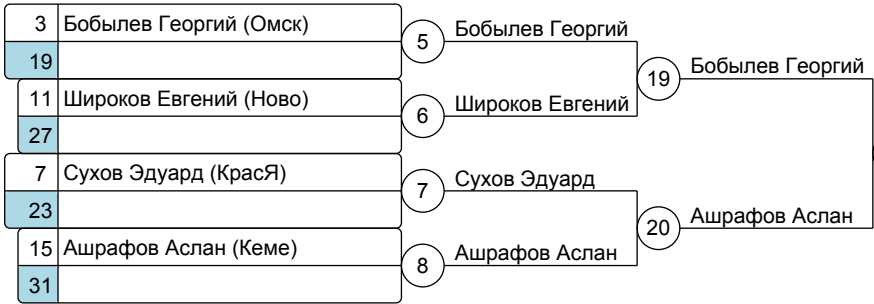 3 Бобылев Георгий (Омск)
19
5 Бобылев Георгий
11 Широков Евгений (Ново)
27
6 Широков Евгений
19 Бобылев Георгий
7 Сухов Эдуард (КрасЯ)
23
7 Сухов Эдуард
15 Ашрафов Аслан (Кеме)
31
8 Ашрафов Аслан
20 Ашрафов Аслан